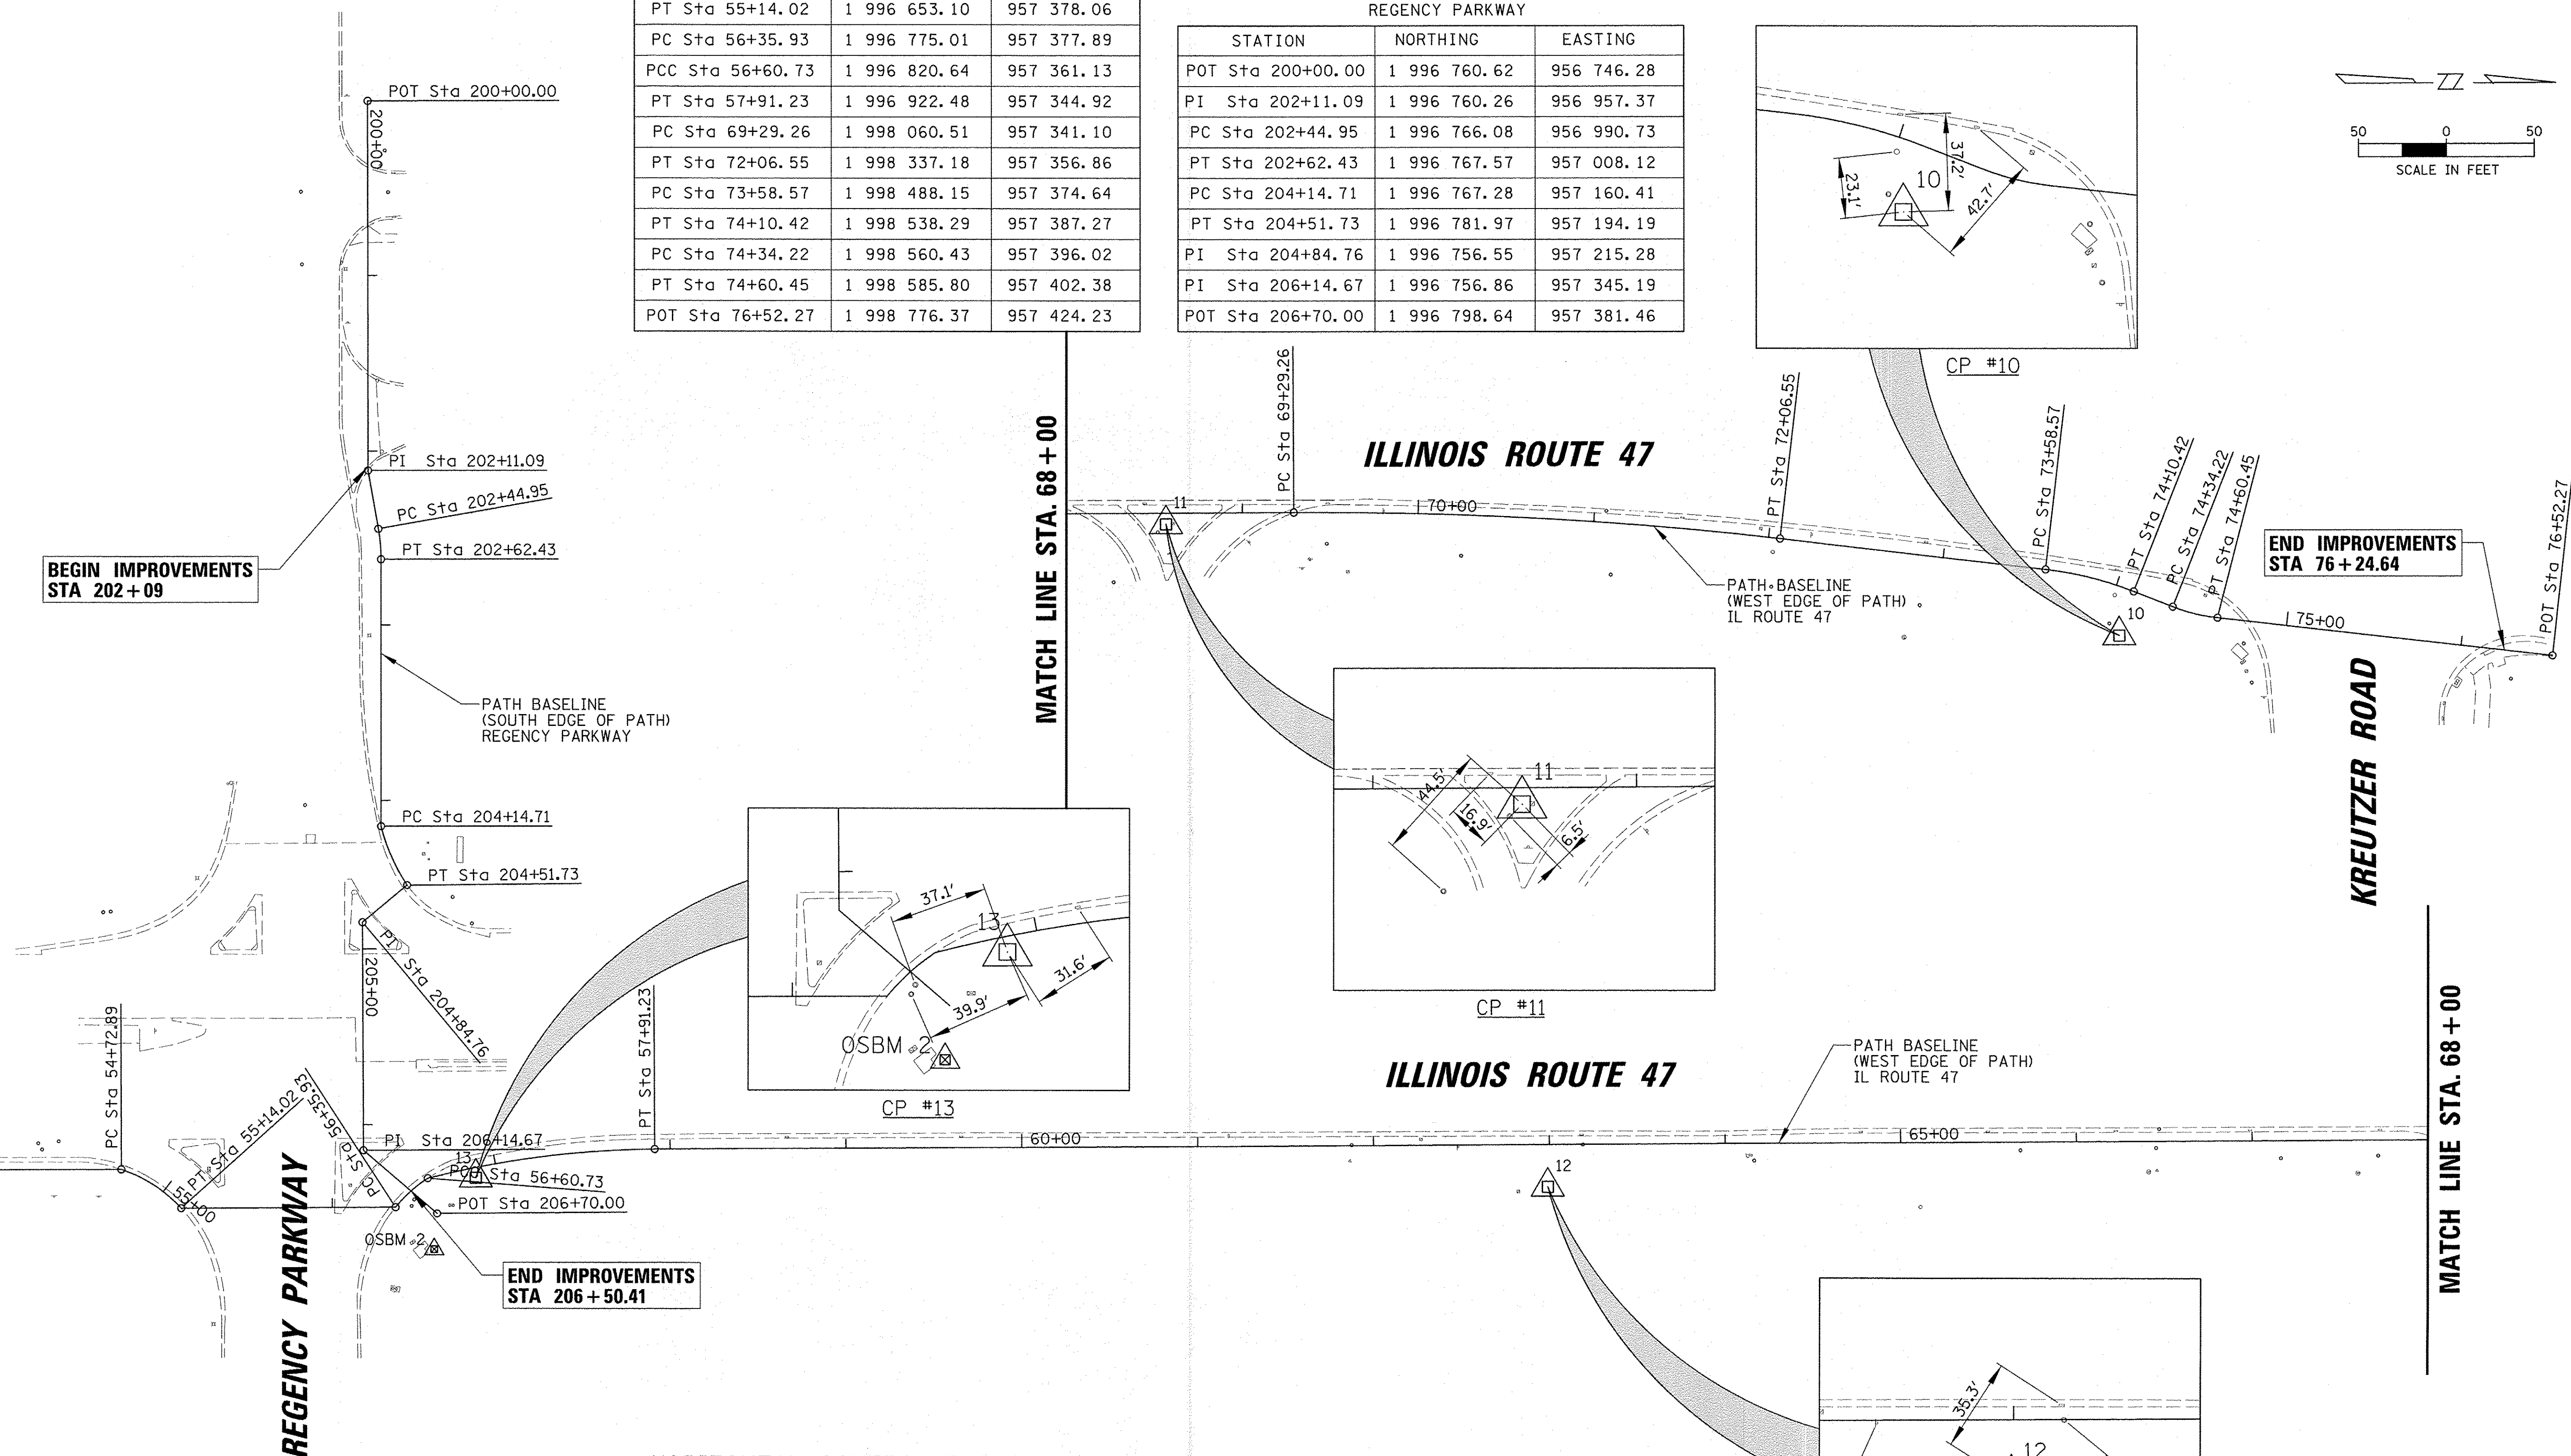 PT Sta 55+14.02 1 996 653.10 957 378.06
PC Sta 56+35.93 1 996 775.01 957 377.89
PCC Sta 56+60.73 1 996 820.64 957 361.13
PT Sta 57+91.23 1 996 922.48 957 344.92
PC Sta 69+29.26 1 998 060.51 957 341.10
PT Sta 72+06.55 1 998 337.18 957 356.86
PC Sta 73+58.57 1 998 488.15 957 374.64
PT Sta 74+10.42 1 998 538.29 957 387.27
PC Sta 74+34.22 1 998 560.43 957 396.02
PT Sta 74+60.45 1 998 585.80 957 402.38
POT Sta 76+52.27 1 998 776.37 957 424.23
REGENCY PARKWAY
STATION NORTHING EASTING
POT Sta 200+00.00 1 996 760.62 956 746.28
PI Sta 202+11.09 1 996 760.26 956 957.37
PC Sta 202+44.95 1 996 766.08 956 990.73
PT Sta 202+62.43 1 996 767.57 957 008.12
PC Sta 204+14.71 1 996 767.28 957 160.41
PT Sta 204+51.73 1 996 781.97 957 194.19
PI Sta 204+84.76 1 996 756.55 957 215.28
PI Sta 206+14.67 1 996 756.86 957 345.19
POT Sta 206+70.00 1 996 798.64 957 381.46
10
37.2'
23.1'
42.7'
CP #10
50 0 50
SCALE IN FEET
POT Sta 200+00.00
200+00
PI Sta 202+11.09
PC Sta 202+44.95
PT Sta 202+62.43
BEGIN IMPROVEMENTS
STA 202+09
PATH BASELINE
(SOUTH EDGE OF PATH)
REGENCY PARKWAY
PC Sta 204+14.71
PT Sta 204+51.73
PI Sta 204+84.76
205+00
MATCH LINE STA. 68+00
ILLINOIS ROUTE 47
11
PC Sta 69+29.26
70+00
PT Sta 72+06.55
PC Sta 73+58.57
PT Sta 74+10.42
PC Sta 74+34.22
PT Sta 74+60.45
10
75+00
POT Sta 76+52.27
END IMPROVEMENTS
STA 76+24.64
PATH BASELINE
(WEST EDGE OF PATH)
IL ROUTE 47
KREUTZER ROAD
44.5'
16.9'
11
6.5'
CP #11
37.1'
13
31.6'
39.9'
OSBM 2
CP #13
PC Sta 54+72.89
PT Sta 55+14.02
55+00
PC Sta 56+35.93
PI Sta 206+14.67
13
PCC Sta 56+60.73
POT Sta 206+70.00
OSBM 2
PT Sta 57+91.23
END IMPROVEMENTS
STA 206+50.41
REGENCY PARKWAY
ILLINOIS ROUTE 47
60+00
65+00
PATH BASELINE
(WEST EDGE OF PATH)
IL ROUTE 47
12
MATCH LINE STA. 68+00
35.3'
12